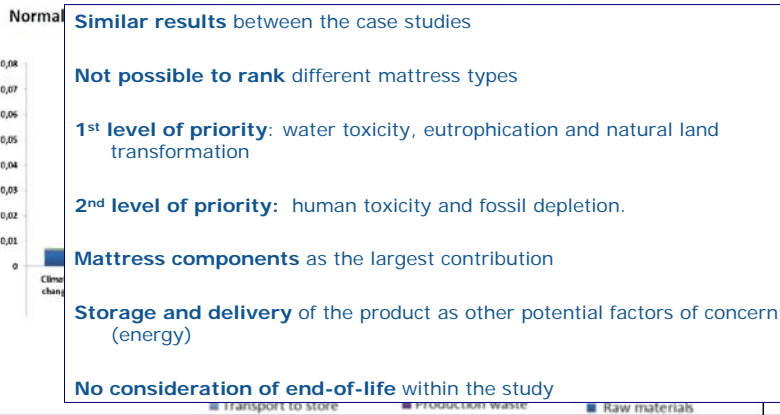 Normal
Similar results between the case studies
0,08
Not possible to rank different mattress types
0,07
0,06
1st level of priority: water toxicity, eutrophication and natural land
0,05
transformation
0,04
0,03
2nd level of priority: human toxicity and fossil depletion.
0,02
0,01
Mattress components as the largest contribution
0
Clima
chang
Storage and delivery of the product as other potential factors of concern
(energy)
No consideration of end-of-life within the study
Transport to store
Production waste
Raw materials